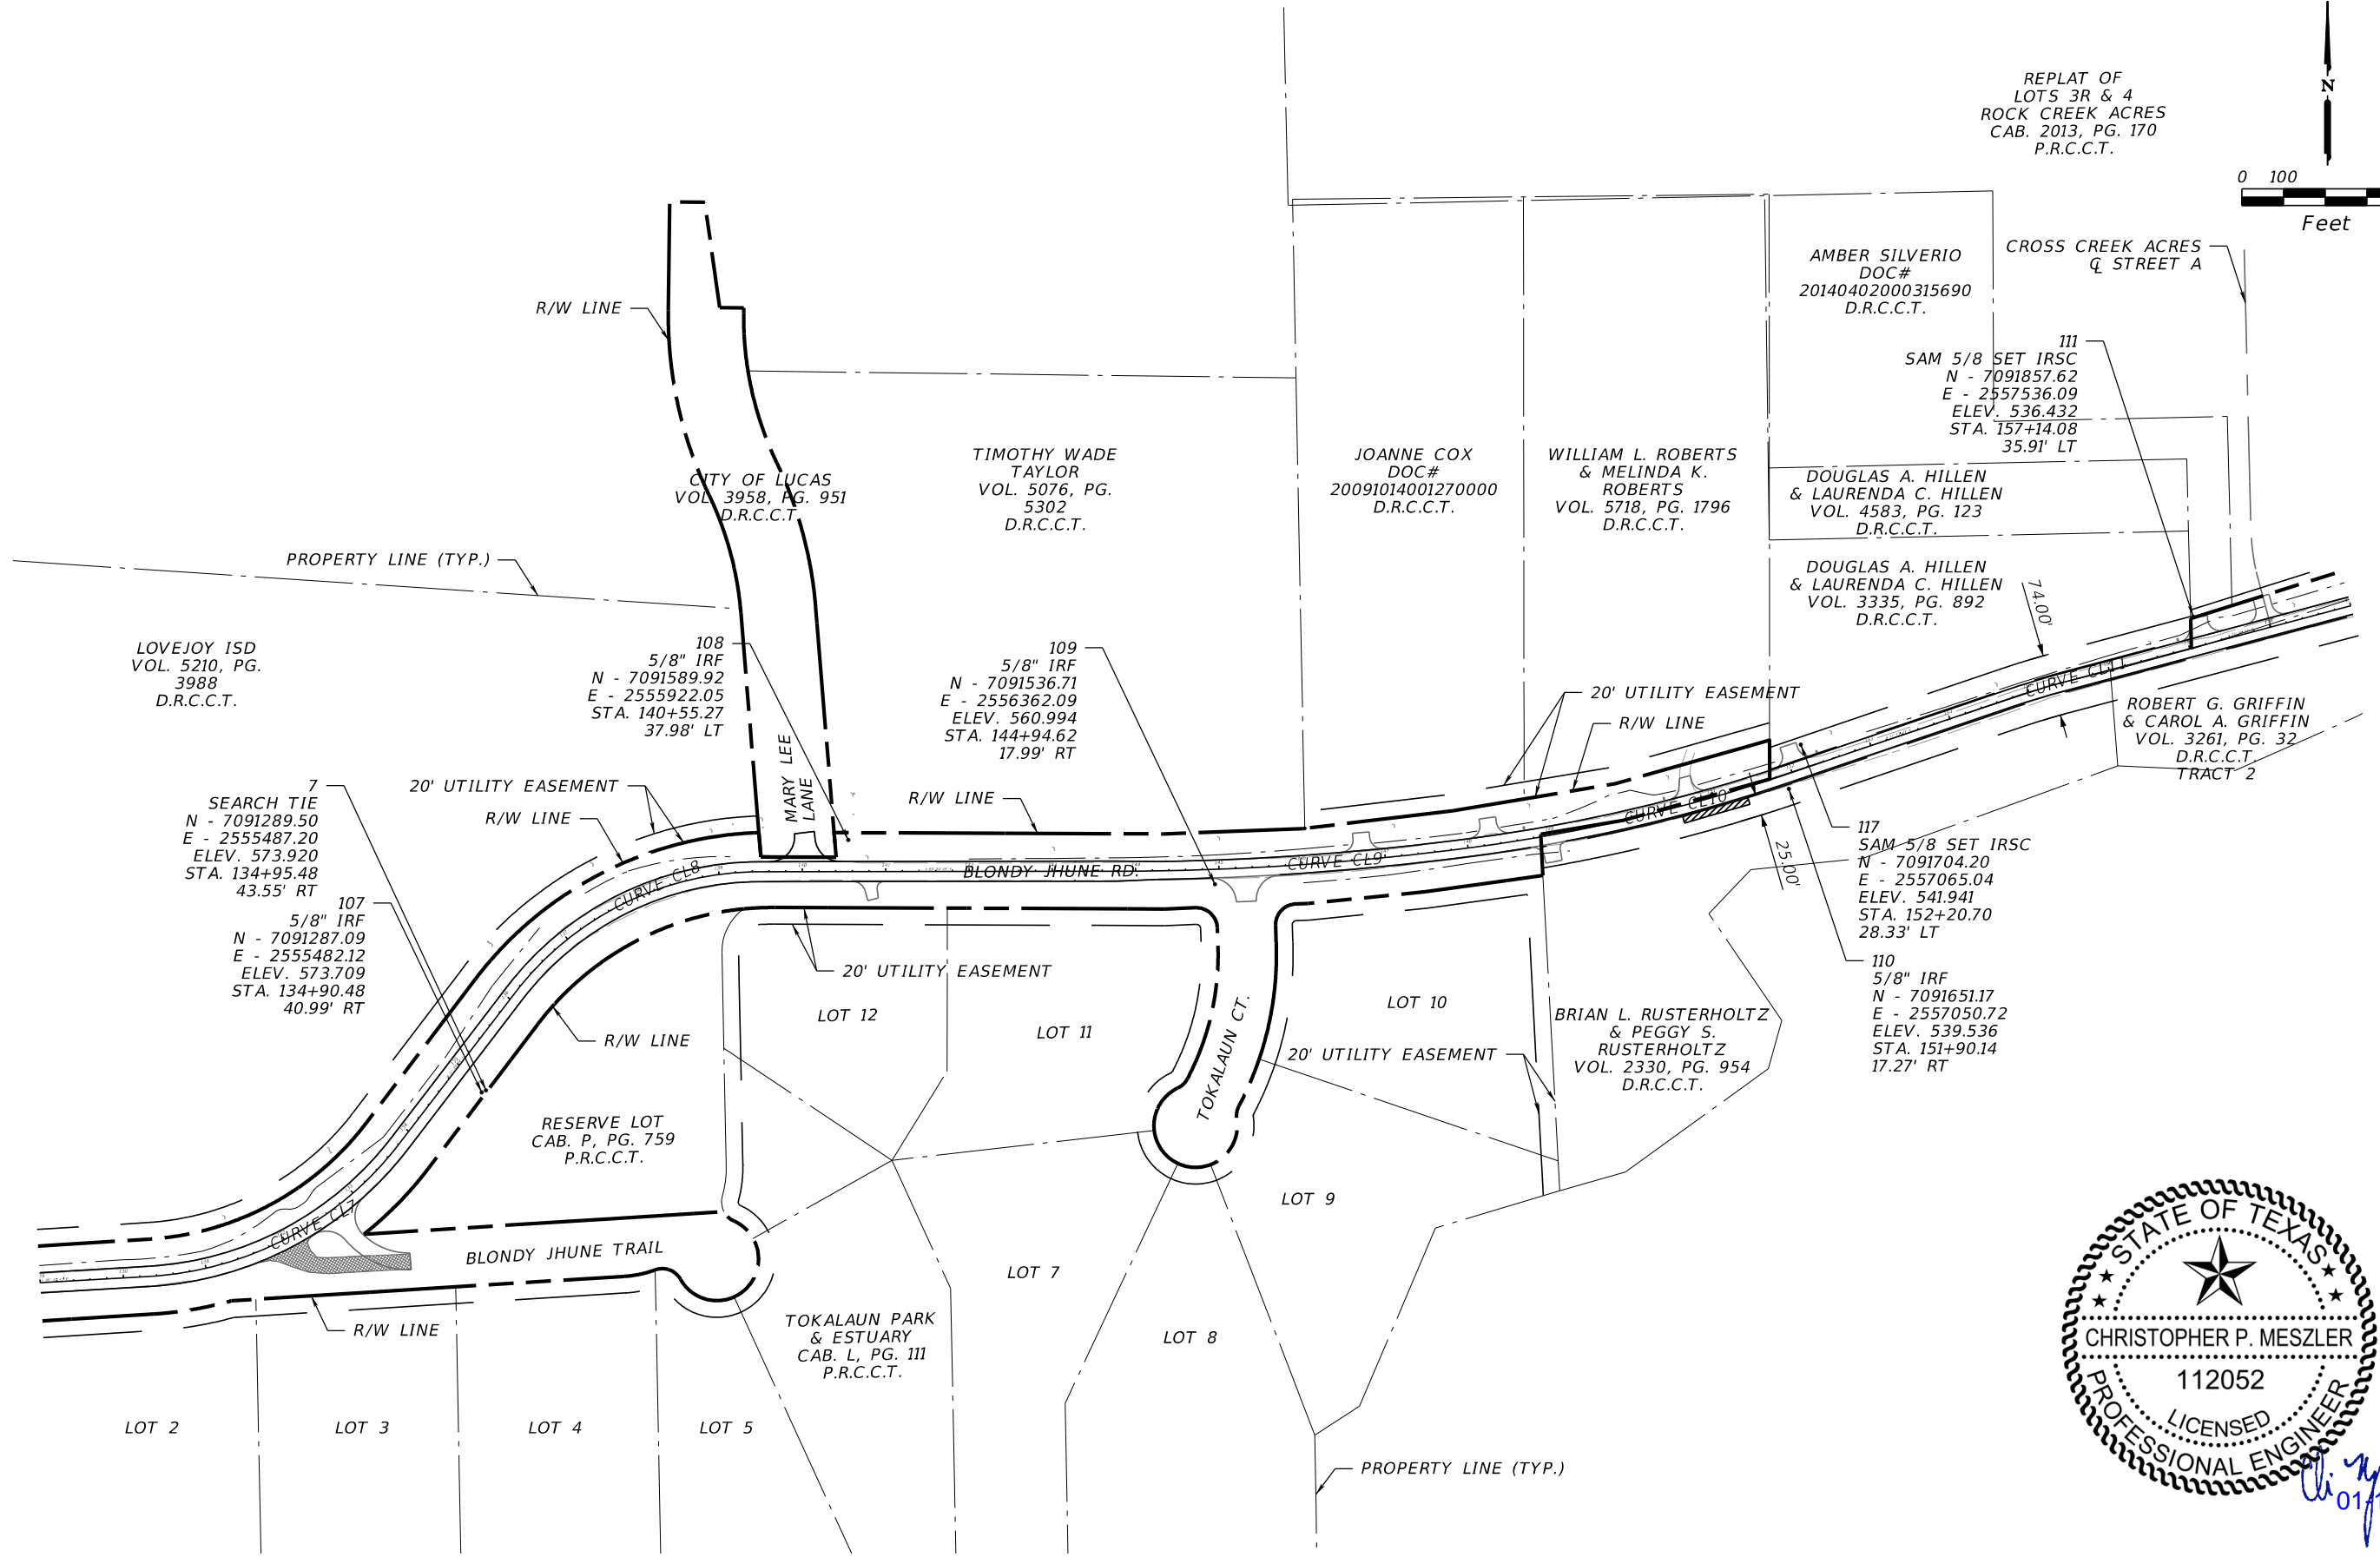 REPLAT OF
LOTS 3R & 4
ROCK CREEK ACRES
CAB. 2013, PG. 170
P.R.C.C.T.
N
0 100
Feet
CROSS CREEK ACRES
℄ STREET A
AMBER SILVERIO
DOC#
20140402000315690
D.R.C.C.T.
R/W LINE
111
SAM 5/8 SET IRSC
N - 7091857.62
E - 2557536.09
ELEV. 536.432
STA. 157+14.08
35.91' LT
CITY OF LUCAS
VOL. 3958, PG. 951
D.R.C.C.T.
TIMOTHY WADE
TAYLOR
VOL. 5076, PG.
5302
D.R.C.C.T.
JOANNE COX
DOC#
20091014001270000
D.R.C.C.T.
WILLIAM L. ROBERTS
& MELINDA K.
ROBERTS
VOL. 5718, PG. 1796
D.R.C.C.T.
DOUGLAS A. HILLEN
& LAURENDA C. HILLEN
VOL. 4583, PG. 123
D.R.C.C.T.
PROPERTY LINE (TYP.)
DOUGLAS A. HILLEN
& LAURENDA C. HILLEN
VOL. 3335, PG. 892
D.R.C.C.T.
74.00'
LOVEJOY ISD
VOL. 5210, PG.
3988
D.R.C.C.T.
108
5/8" IRF
N - 7091589.92
E - 2555922.05
STA. 140+55.27
37.98' LT
109
5/8" IRF
N - 7091536.71
E - 2556362.09
ELEV. 560.994
STA. 144+94.62
17.99' RT
20' UTILITY EASEMENT
R/W LINE
CURVE CL11
ROBERT G. GRIFFIN
& CAROL A. GRIFFIN
VOL. 3261, PG. 32
D.R.C.C.T.
TRACT 2
MARY LEE
LANE
7
SEARCH TIE
N - 7091289.50
E - 2555487.20
ELEV. 573.920
STA. 134+95.48
43.55' RT
20' UTILITY EASEMENT
R/W LINE
R/W LINE
CURVE CL10
117
SAM 5/8 SET IRSC
N - 7091704.20
E - 2557065.04
ELEV. 541.941
STA. 152+20.70
28.33' LT
25.00'
CURVE CL8
BLONDY JHUNE RD.
CURVE CL9
107
5/8" IRF
N - 7091287.09
E - 2555482.12
ELEV. 573.709
STA. 134+90.48
40.99' RT
110
5/8" IRF
N - 7091651.17
E - 2557050.72
ELEV. 539.536
STA. 151+90.14
17.27' RT
20' UTILITY EASEMENT
LOT 12
LOT 11
LOT 10
R/W LINE
20' UTILITY EASEMENT
BRIAN L. RUSTERHOLTZ
& PEGGY S.
RUSTERHOLTZ
VOL. 2330, PG. 954
D.R.C.C.T.
TOKALAUN CT.
RESERVE LOT
CAB. P, PG. 759
P.R.C.C.T.
LOT 9
CURVE CL7
BLONDY JHUNE TRAIL
LOT 7
R/W LINE
TOKALAUN PARK
& ESTUARY
CAB. L, PG. 111
P.R.C.C.T.
LOT 8
LOT 2
LOT 3
LOT 4
LOT 5
PROPERTY LINE (TYP.)
STATE OF TEXAS
CHRISTOPHER P. MESZLER
112052
LICENSED
PROFESSIONAL ENGINEER